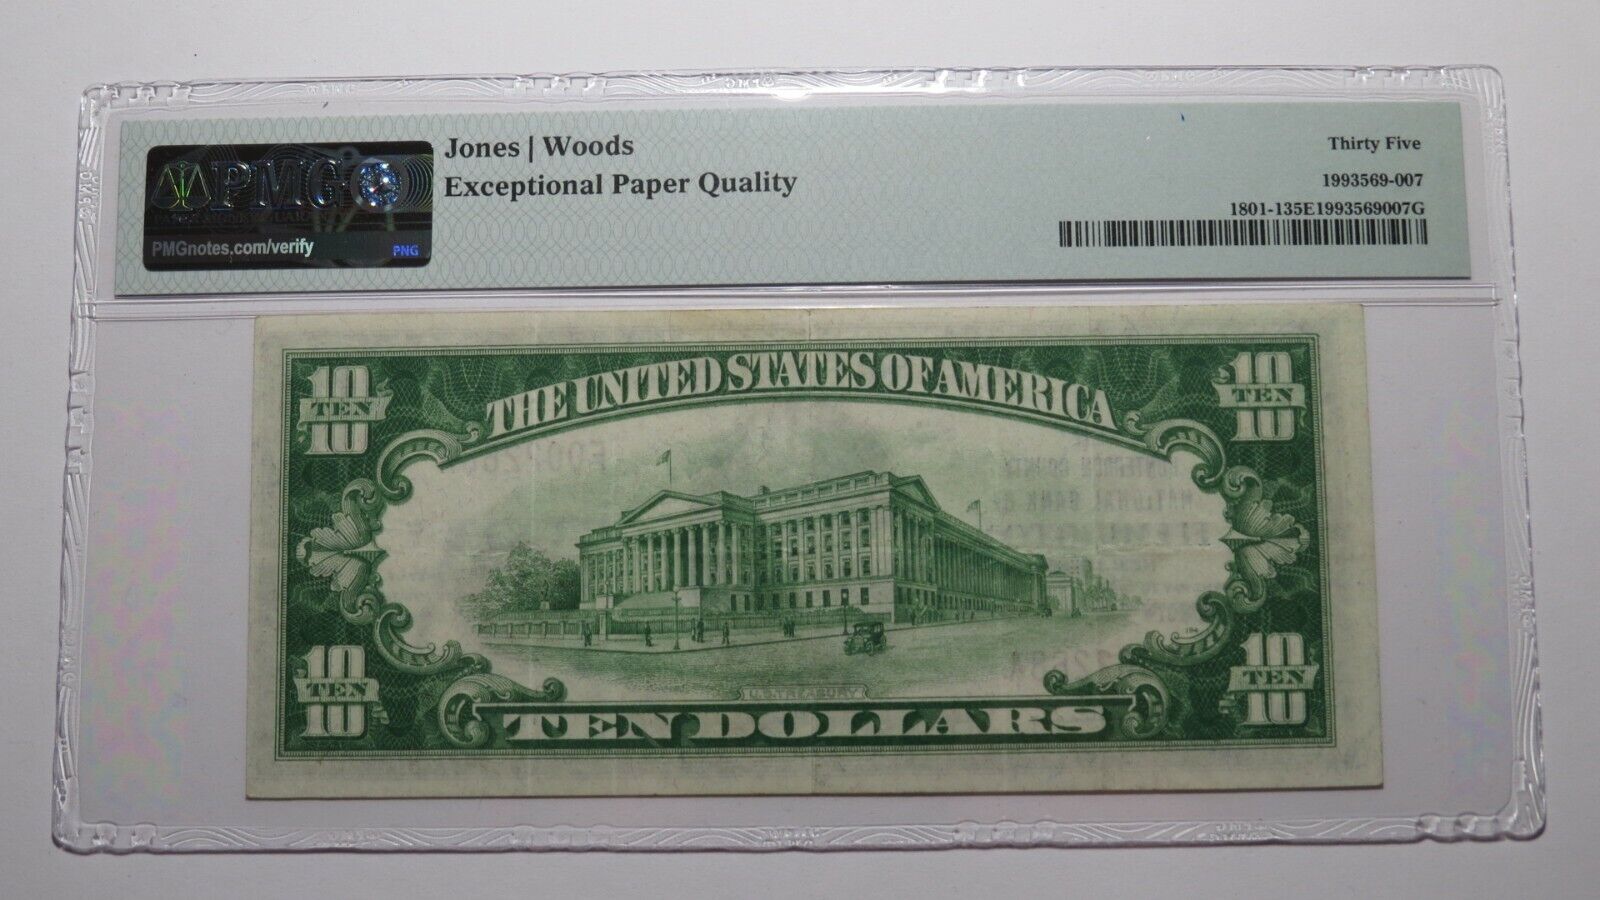 PMG
PMGnotes.com/verify
PNG
Jones | Woods
Exceptional Paper Quality
Thirty Five
1993569-007
1801-135E1993569007G
THE UNITED STATES OF AMERICA
10
TEN
10
10
TEN
10
10
TEN
10
10
TEN
10
U.S. TREASURY
TEN DOLLARS